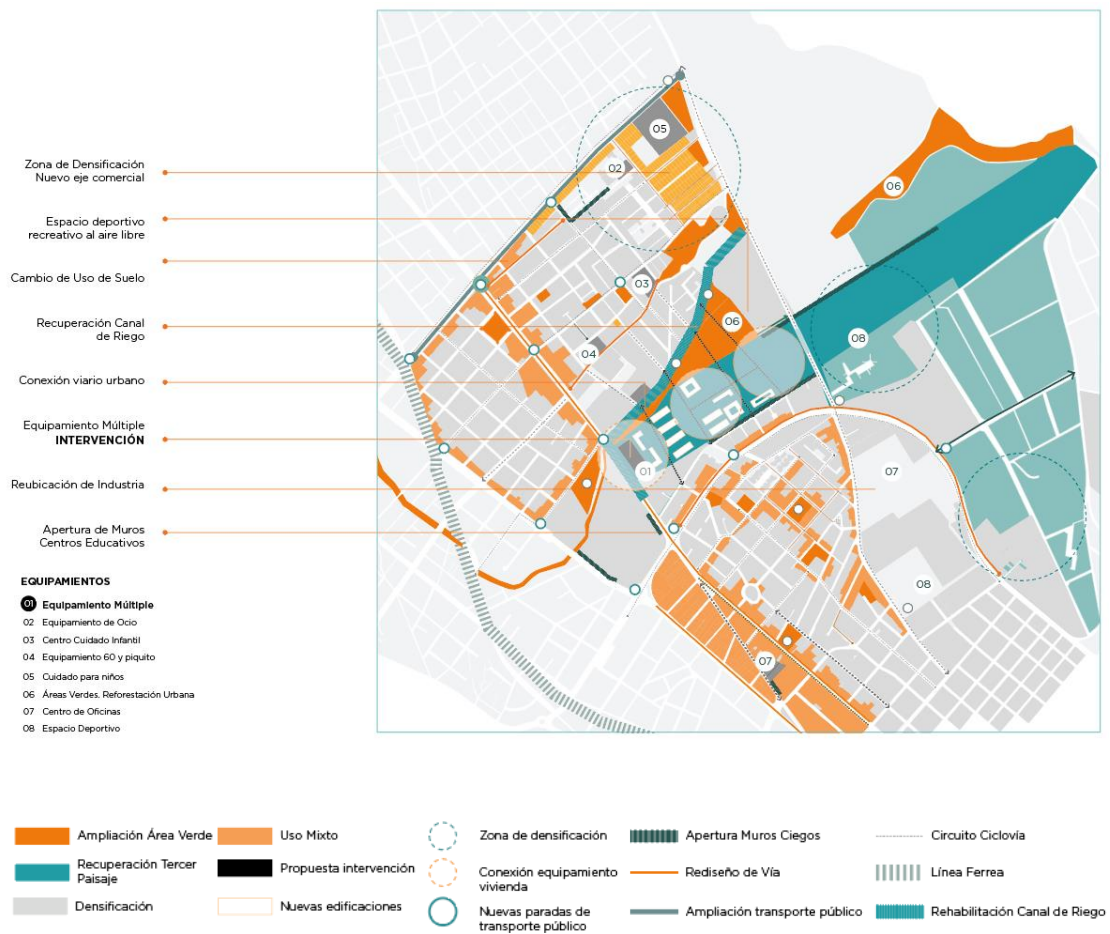 Zona de Densificación
Nuevo eje comercial
Espacio deportivo
recreativo al aire libre
Cambio de Uso de Suelo
Recuperación Canal
de Riego
Conexión viario urbano
Equipamiento Múltiple
INTERVENCIÓN
Reubicación de Industria
Apertura de Muros
Centros Educativos
EQUIPAMIENTOS
01 Equipamiento Múltiple
02 Equipamiento de Ocio
03 Centro Cuidado Infantil
04 Equipamiento 60 y piquito
05 Cuidado para niños
06 Áreas Verdes. Reforestación Urbana
07 Centro de Oficinas
08 Espacio Deportivo
05
02
06
03
06
08
04
01
07
08
07
Ampliación Área Verde
Recuperación Tercer
Paisaje
Densificación
Uso Mixto
Propuesta intervención
Nuevas edificaciones
Zona de densificación
Conexión equipamiento
vivienda
Nuevas paradas de
transporte público
Apertura Muros Ciegos
Rediseño de Vía
Ampliación transporte público
Circuito Ciclovía
Línea Ferrea
Rehabilitación Canal de Riego